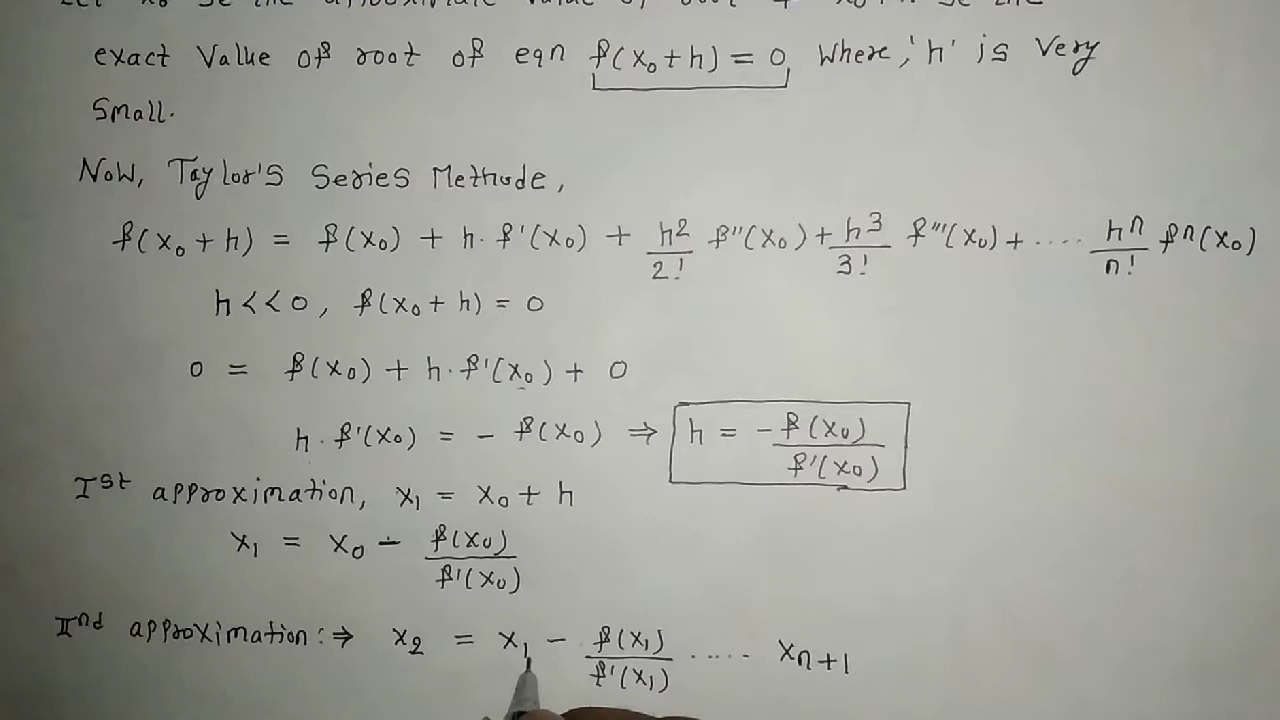 exact Value of root of eqn f(x₀+h) = 0 where, 'h' is very
Small.
Now, Taylor's Series Methode,
f(x₀ + h) = f(x₀) + h· f'(x₀) + h²/2! f''(x₀) + h³/3! f'''(x₀) + ···· hⁿ/n! fⁿ(x₀)
h<<0, f(x₀ + h) = 0
0 = f(x₀) + h· f'(x₀) + 0
h · f'(x₀) = - f(x₀) ⇒ h = - f(x₀)/f'(x₀)
Iˢᵗ approximation, x₁ = x₀ + h
x₁ = x₀ - f(x₀)/f'(x₀)
IIⁿᵈ approximation: ⇒ x₂ = x₁ - f(x₁)/f'(x₁) ..... xₙ₊₁